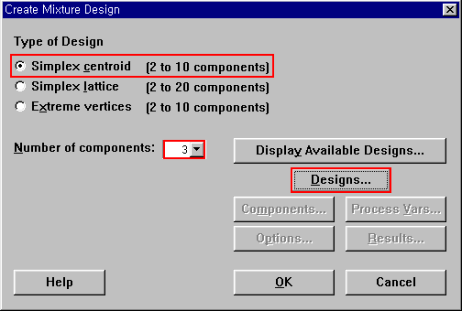 Create Mixture Design
Type of Design
Simplex centroid (2 to 10 components)
Simplex lattice (2 to 20 components)
Extreme vertices (2 to 10 components)
Number of components: 3
Display Available Designs...
Designs...
Components... Process Vars...
Options... Results...
Help OK Cancel